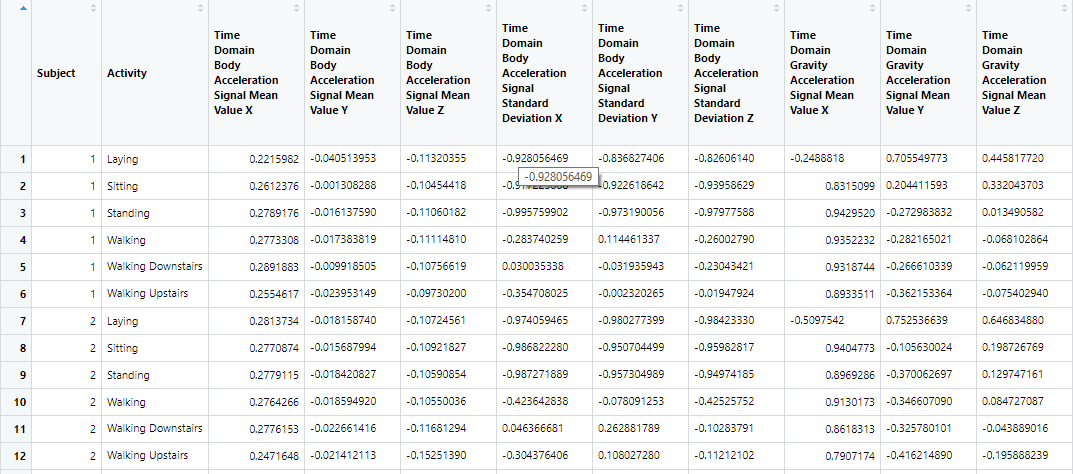 Subject Activity Time Domain Body Acceleration Signal Mean Value X Time Domain Body Acceleration Signal Mean Value Y Time Domain Body Acceleration Signal Mean Value Z Time Domain Body Acceleration Signal Standard Deviation X Time Domain Body Acceleration Signal Standard Deviation Y Time Domain Body Acceleration Signal Standard Deviation Z Time Domain Gravity Acceleration Signal Mean Value X Time Domain Gravity Acceleration Signal Mean Value Y Time Domain Gravity Acceleration Signal Mean Value Z
1 1 Laying 0.2215982 -0.040513953 -0.11320355 -0.928056469 -0.836827406 -0.82606140 -0.2488818 0.705549773 0.445817720
-0.928056469
2 1 Sitting 0.2612376 -0.001308288 -0.10454418 -0.922618642 -0.93958629 0.8315099 0.204411593 0.332043703
3 1 Standing 0.2789176 -0.016137590 -0.11060182 -0.995759902 -0.973190056 -0.97977588 0.9429520 -0.272983832 0.013490582
4 1 Walking 0.2773308 -0.017383819 -0.11114810 -0.283740259 0.114461337 -0.26002790 0.9352232 -0.282165021 -0.068102864
5 1 Walking Downstairs 0.2891883 -0.009918505 -0.10756619 0.030035338 -0.031935943 -0.23043421 0.9318744 -0.266610339 -0.062119959
6 1 Walking Upstairs 0.2554617 -0.023953149 -0.09730200 -0.354708025 -0.002320265 -0.01947924 0.8933511 -0.362153364 -0.075402940
7 2 Laying 0.2813734 -0.018158740 -0.10724561 -0.974059465 -0.980277399 -0.98423330 -0.5097542 0.752536639 0.646834880
8 2 Sitting 0.2770874 -0.015687994 -0.10921827 -0.986822280 -0.950704499 -0.95982817 0.9404773 -0.105630024 0.198726769
9 2 Standing 0.2779115 -0.018420827 -0.10590854 -0.987271889 -0.957304989 -0.94974185 0.8969286 -0.370062697 0.129747161
10 2 Walking 0.2764266 -0.018594920 -0.10550036 -0.423642838 -0.078091253 -0.42525752 0.9130173 -0.346607090 0.084727087
11 2 Walking Downstairs 0.2776153 -0.022661416 -0.11681294 0.046366681 0.262881789 -0.10283791 0.8618313 -0.325780101 -0.043889016
12 2 Walking Upstairs 0.2471648 -0.021412113 -0.15251390 -0.304376406 0.108027280 -0.11212102 0.7907174 -0.416214890 -0.195888239